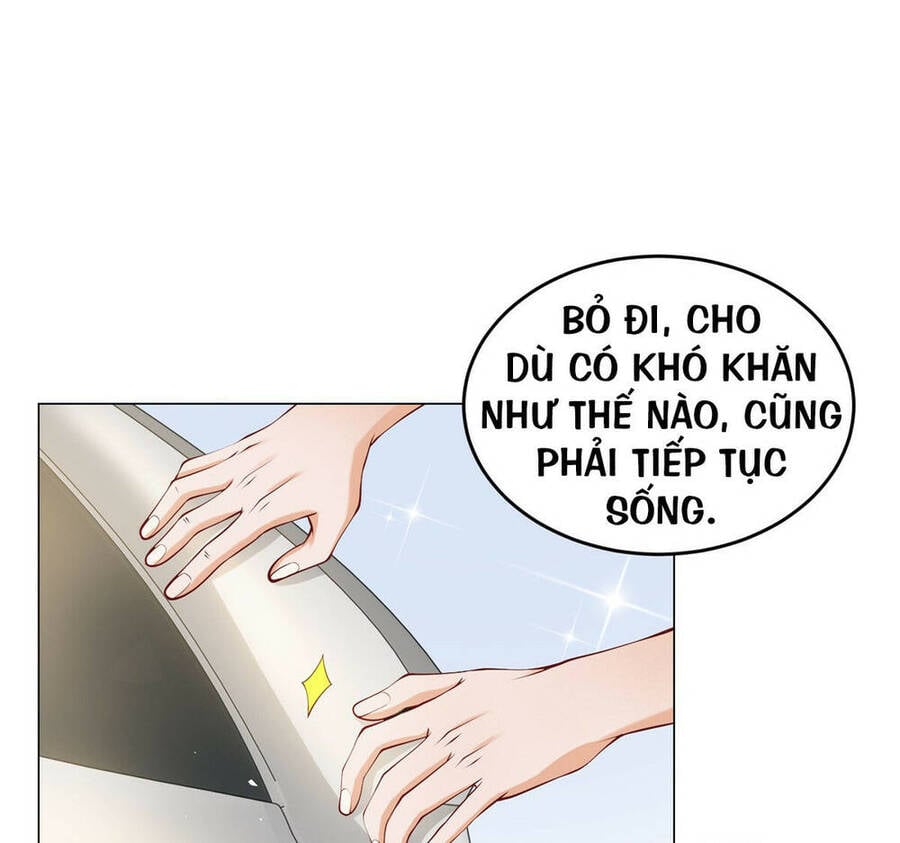 BỎ ĐI, CHO
DÙ CÓ KHÓ KHĂN
NHƯ THẾ NÀO, CŨNG
PHẢI TIẾP TỤC
SỐNG.